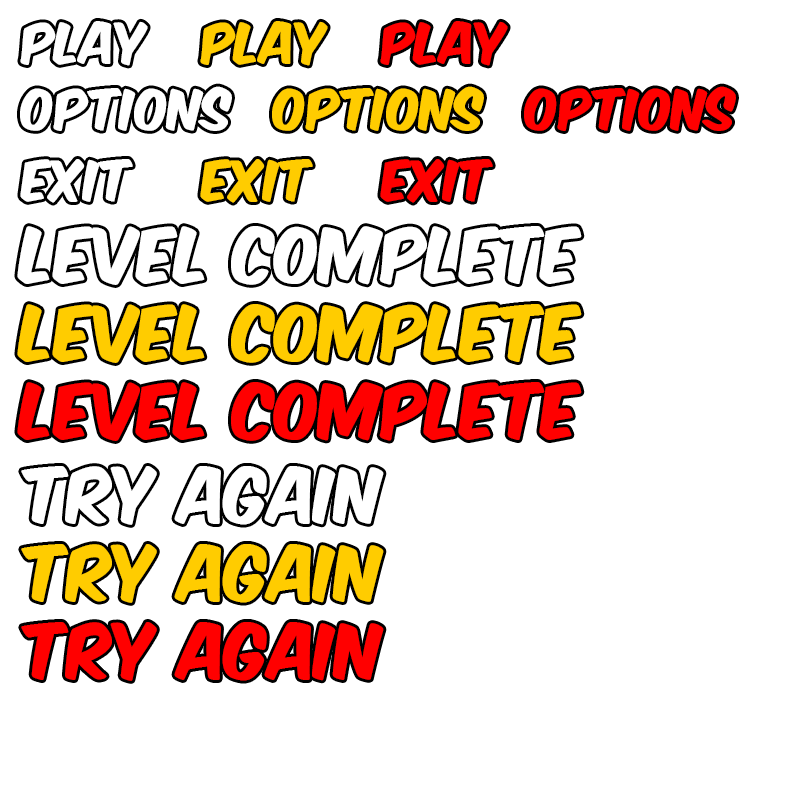 PLAY PLAY PLAY
OPTIONS OPTIONS OPTIONS
EXIT EXIT EXIT
LEVEL COMPLETE
LEVEL COMPLETE
LEVEL COMPLETE
TRY AGAIN
TRY AGAIN
TRY AGAIN